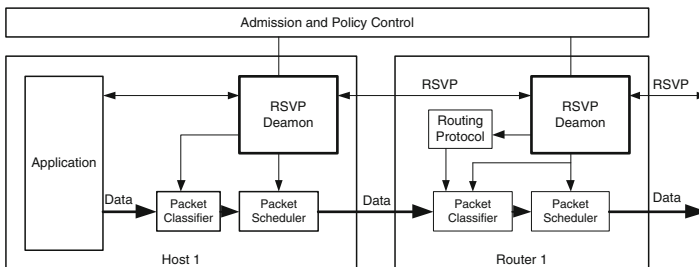 Admission and Policy Control
RSVP
RSVP
RSVP
Deamon
RSVP
Deamon
Routing
Protocol
Application
Data
Packet
Classifier
Packet
Scheduler
Data
Packet
Classifier
Packet
Scheduler
Data
Host 1
Router 1